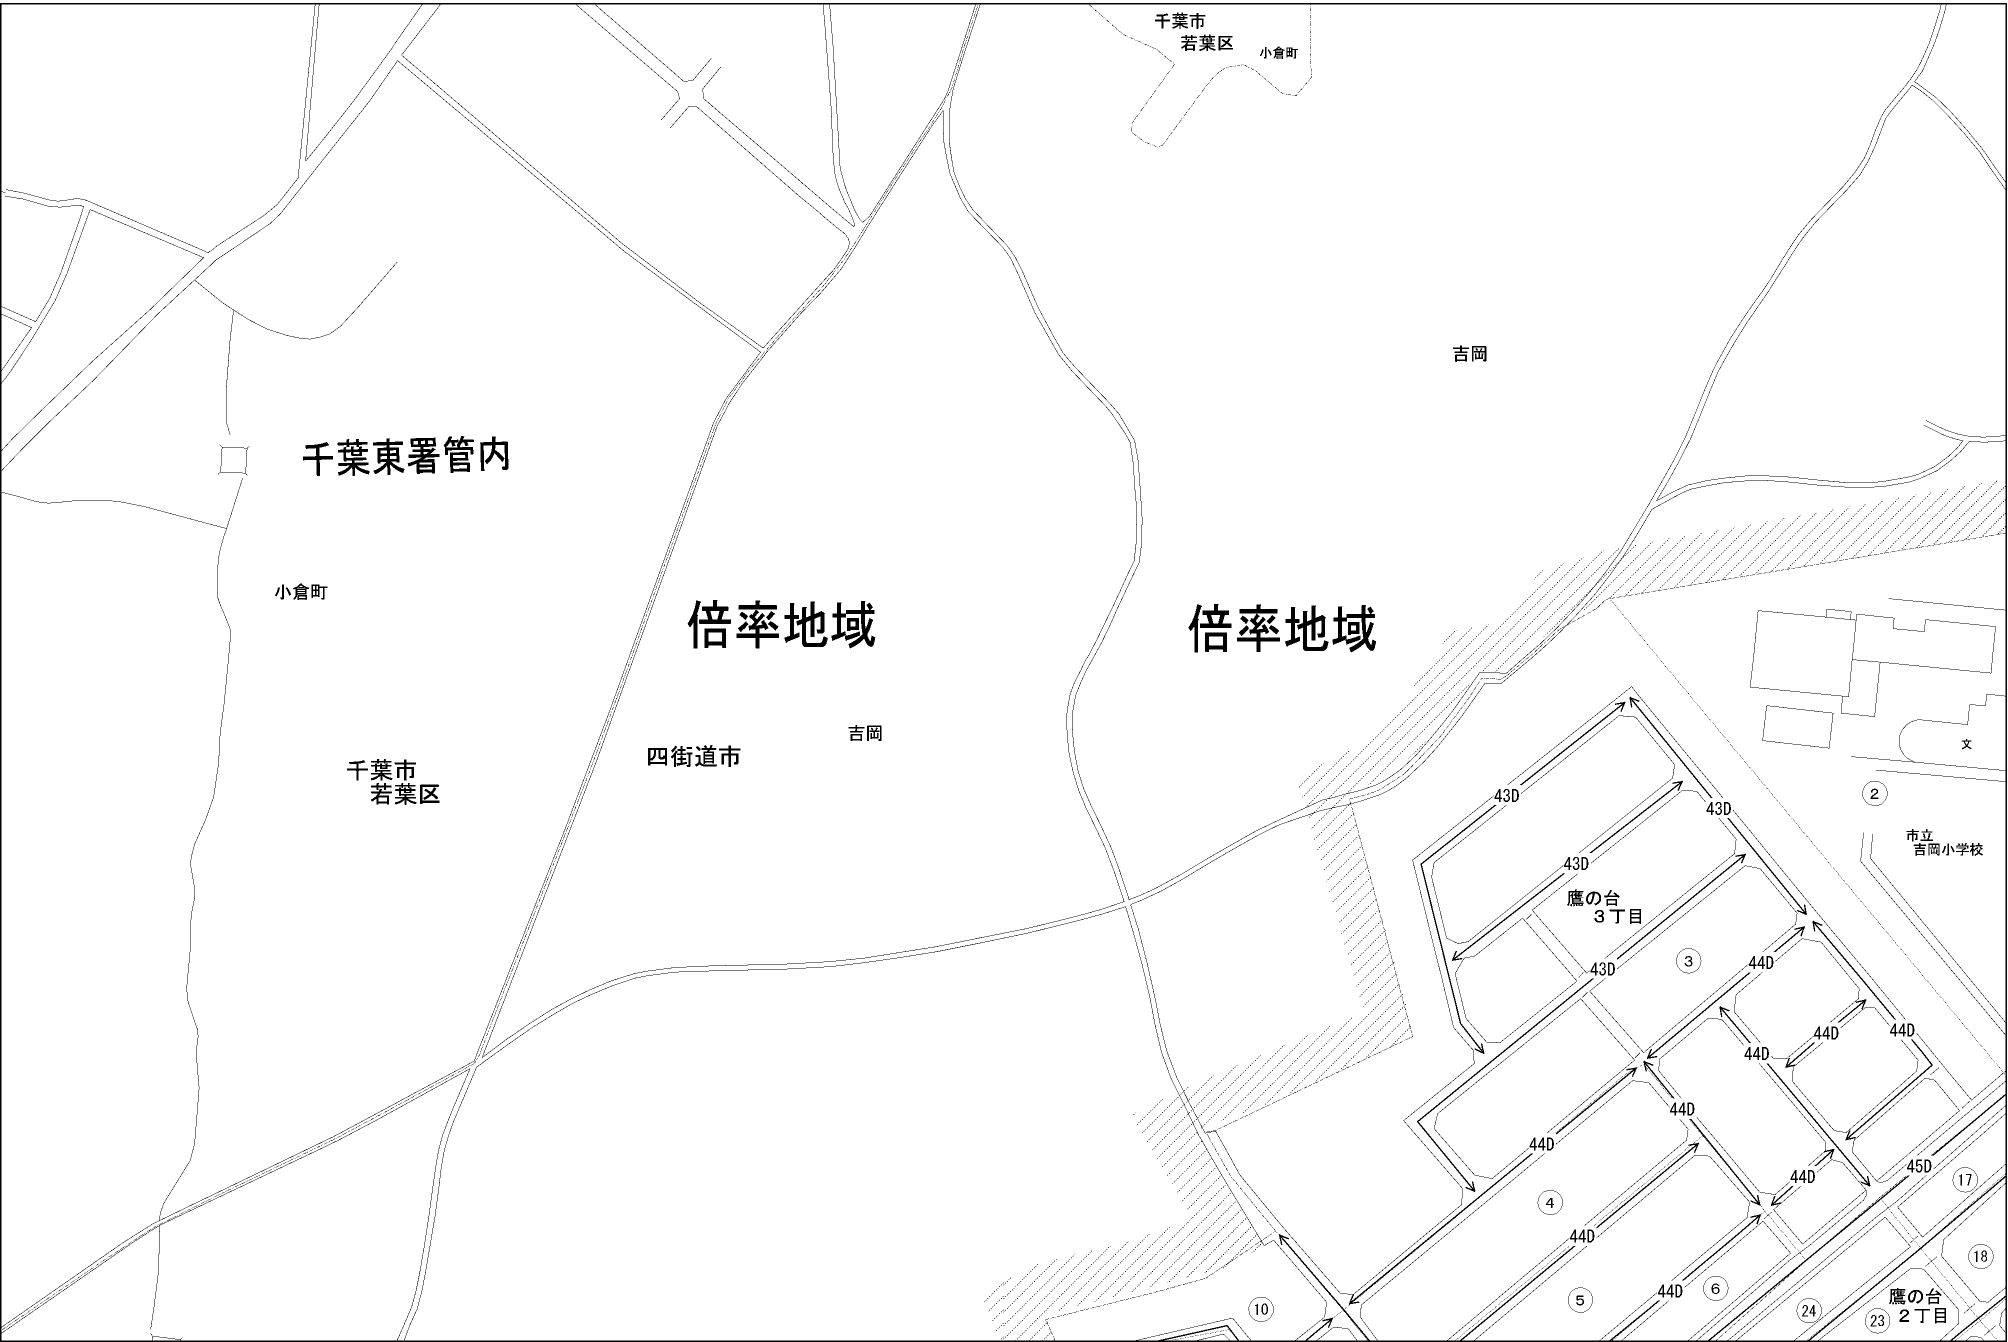 千葉市
若葉区
小倉町
吉岡
千葉東署管内
小倉町
倍率地域
倍率地域
吉岡
四街道市
千葉市
若葉区
文
2
市立
吉岡小学校
43D
43D
43D
鷹の台
3丁目
43D
3
44D
44D
44D
44D
44D
44D
44D
45D
17
4
44D
18
44D
5
6
10
24
23
鷹の台
2丁目